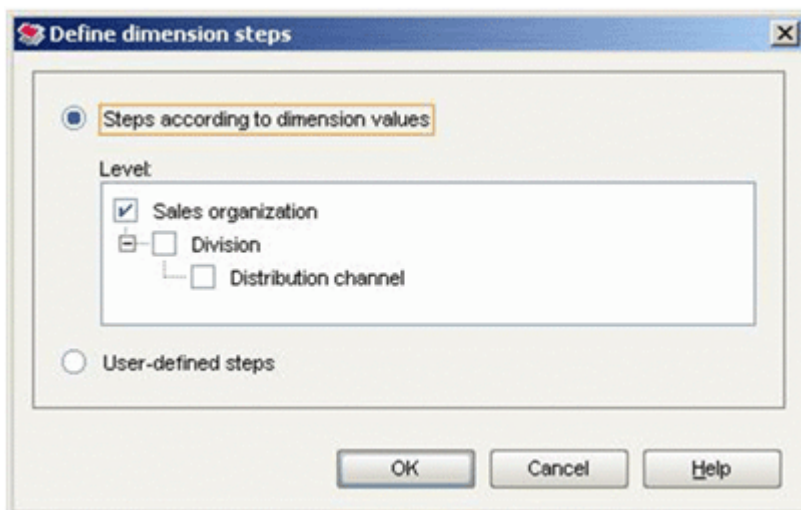 Define dimension steps
Steps according to dimension values
Level:
Sales organization
Division
Distribution channel
User-defined steps
OK Cancel Help